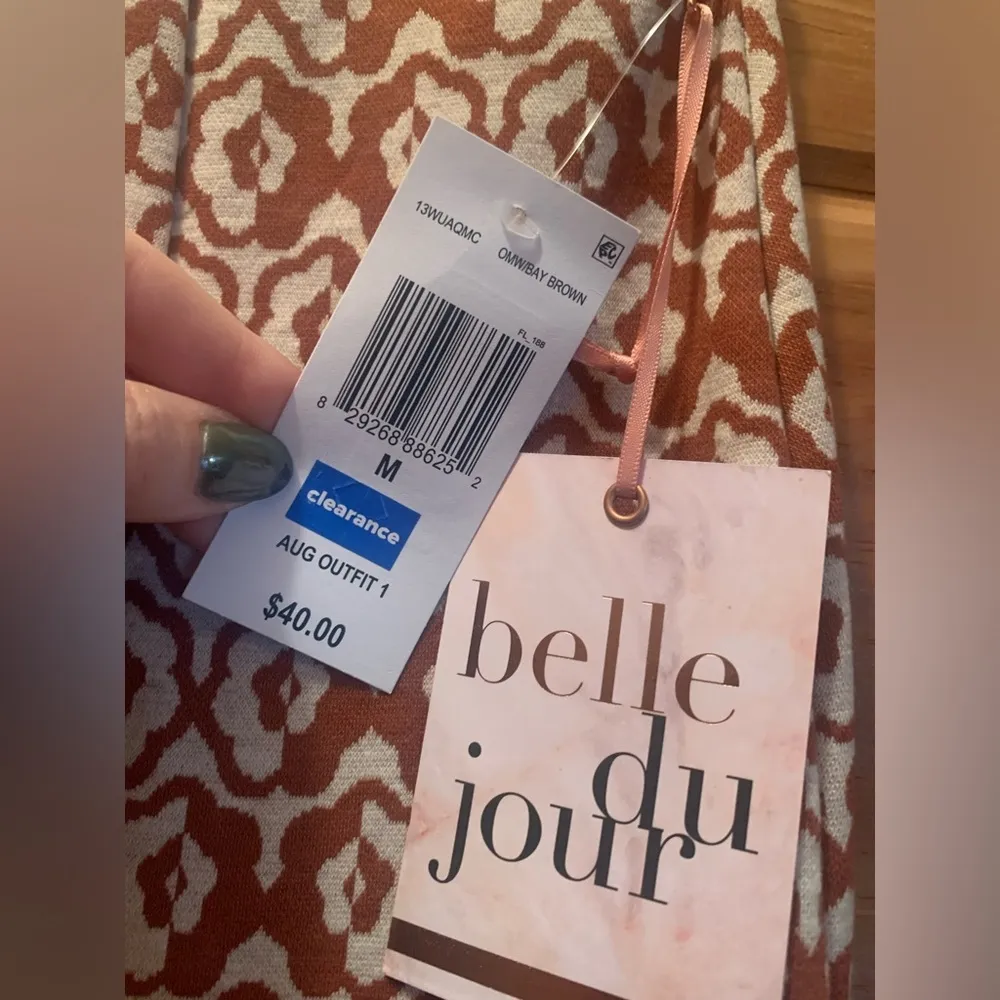 13WUAQMC
OMW/BAY BROWN
FL_188
8 29268 88625 2
M
clearance
AUG OUTFIT 1
$40.00
belle
du
jour